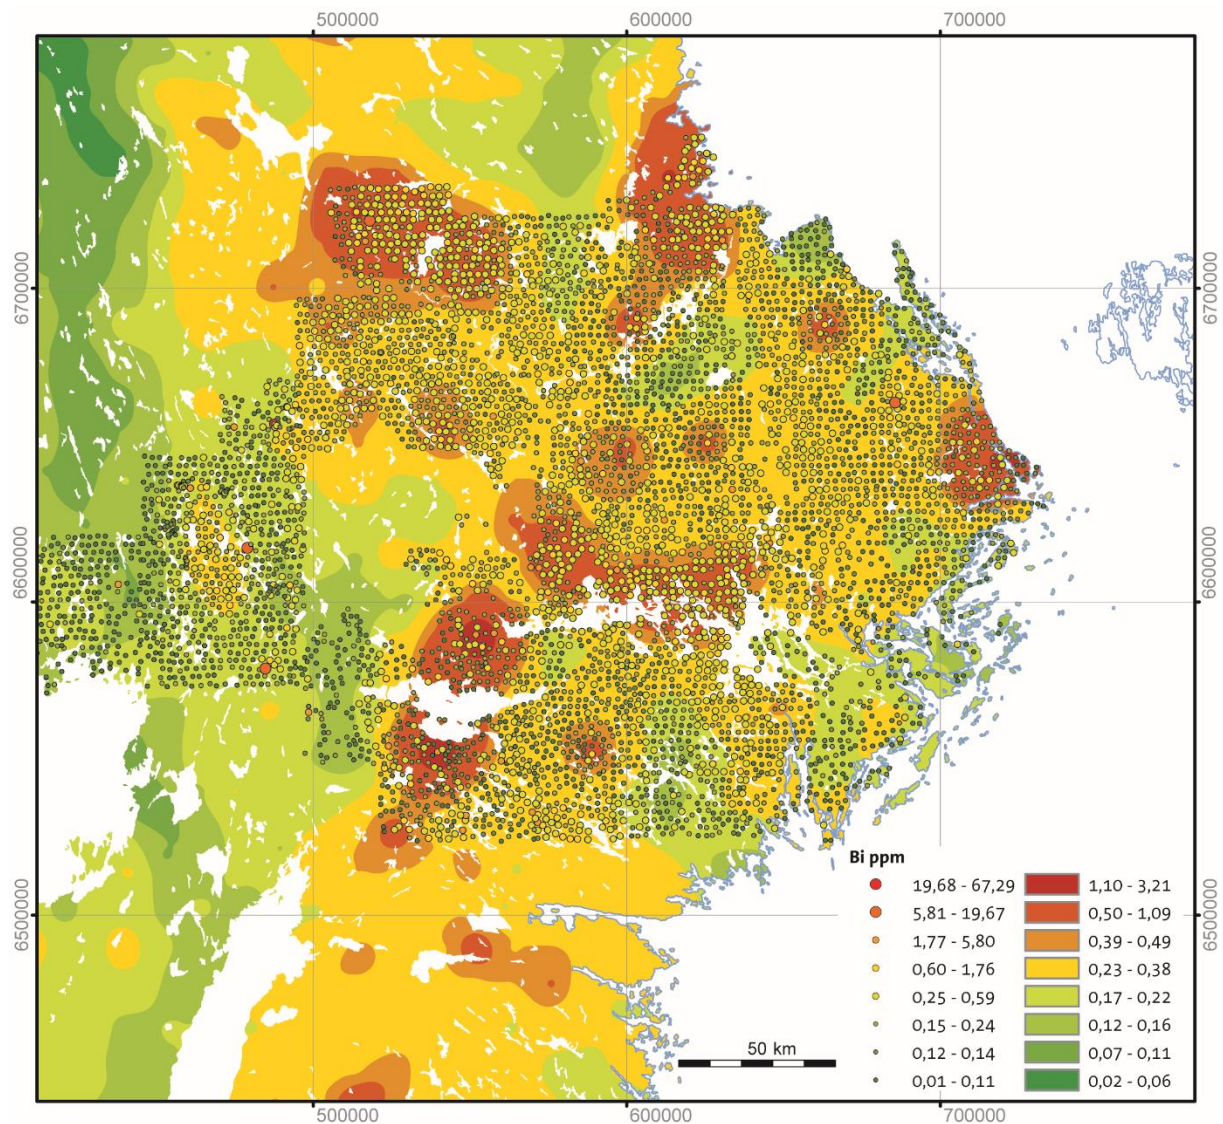 500000 600000 700000
6700000 6700000
6600000 6600000
Bi ppm
19,68 - 67,29 1,10 - 3,21
5,81 - 19,67 0,50 - 1,09
6500000 6500000
1,77 - 5,80 0,39 - 0,49
0,60 - 1,76 0,23 - 0,38
0,25 - 0,59 0,17 - 0,22
0,15 - 0,24 0,12 - 0,16
50 km
0,12 - 0,14 0,07 - 0,11
0,01 - 0,11 0,02 - 0,06
500000 600000 700000